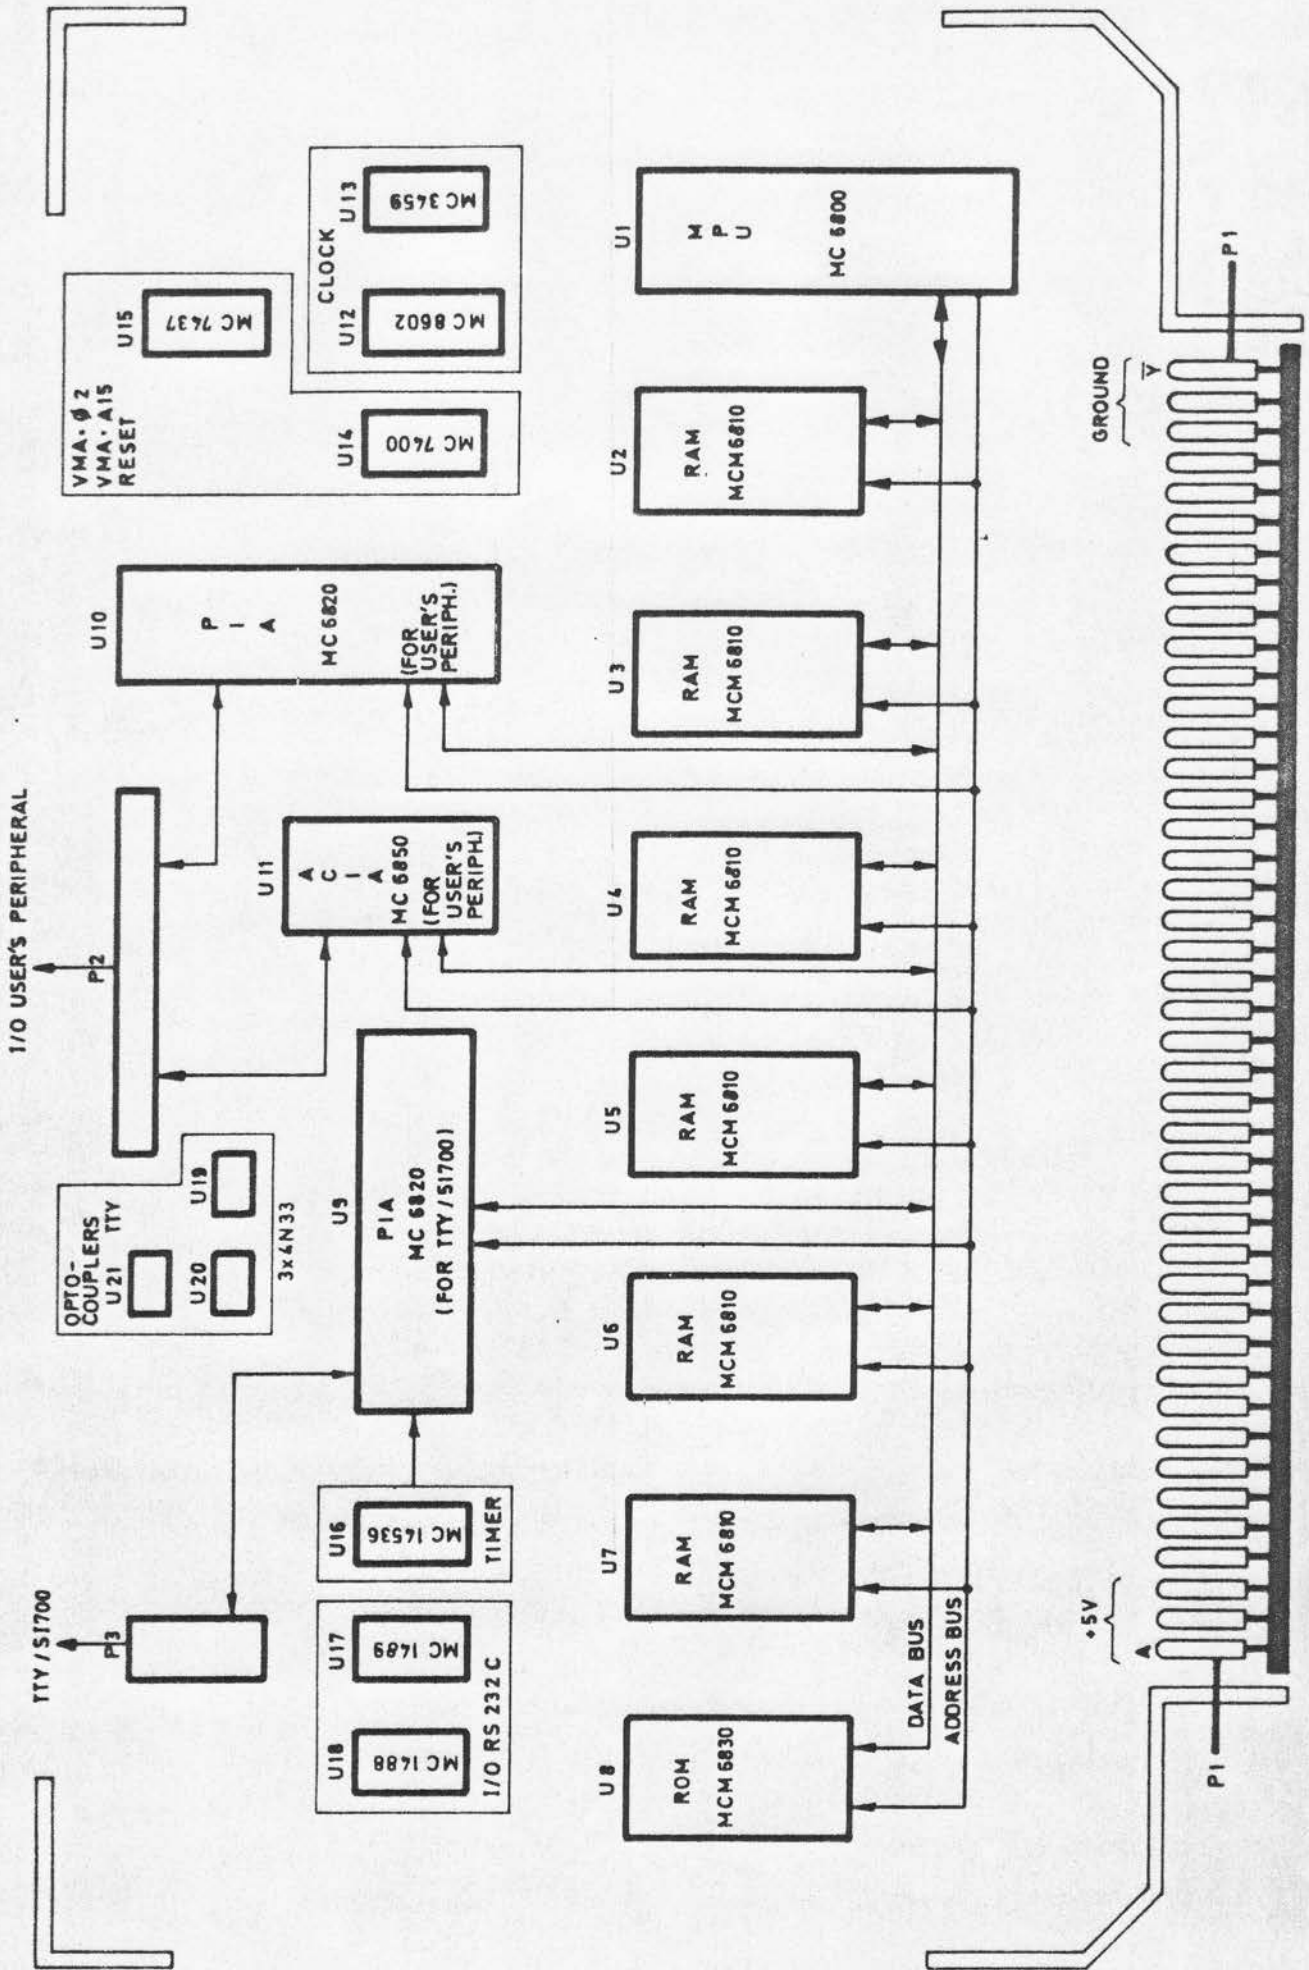 TTY/S1700
P3
I/O USER'S PERIPHERAL
P2
OPTO-
COUPLERS
TTY
U21
U20
U19
3x4N33
U18
MC 1488
U17
MC 1489
I/O RS 232 C
U16
MC 14536
TIMER
U9
PIA
MC 6820
(FOR TTY/S1700)
U11
A
C
I
A
MC 6850
(FOR
USER'S
PERIPH.)
U10
P
I
A
MC 6820
(FOR
USER'S
PERIPH.)
VMA·Ø2
VMA·A15
RESET
U15
MC 7437
U14
MC 7400
CLOCK
U12
MC 8602
U13
MC 3459
U8
ROM
MCM 6830
U7
RAM
MCM 6810
U6
RAM
MCM 6810
U5
RAM
MCM 6810
U4
RAM
MCM 6810
U3
RAM
MCM 6810
U2
RAM
MCM 6810
U1
M
P
U
MC 6800
DATA BUS
ADDRESS BUS
P1
A
+5V
GROUND
Y̅
P1